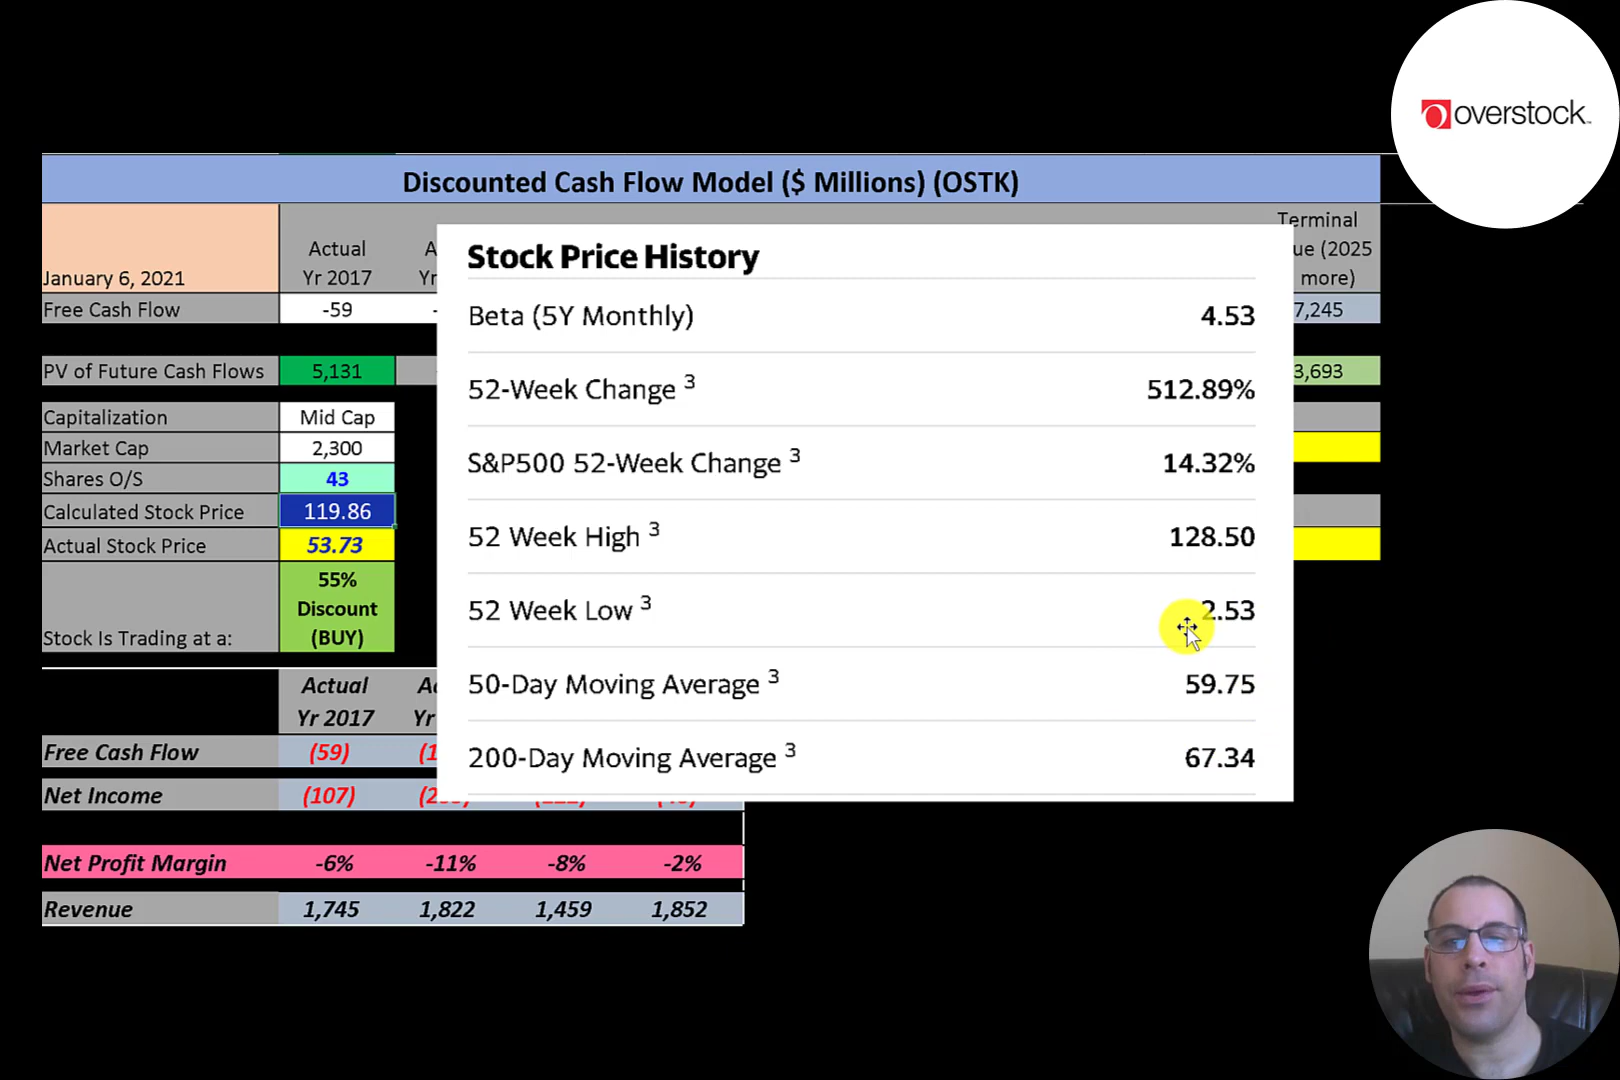 overstock™
Discounted Cash Flow Model ($ Millions) (OSTK)
January 6, 2021
Actual
Yr 2017
Terminal
ue (2025
more)
Free Cash Flow -59 7,245
PV of Future Cash Flows 5,131 3,693
Capitalization Mid Cap
Market Cap 2,300
Shares O/S 43
Calculated Stock Price 119.86
Actual Stock Price 53.73
Stock Is Trading at a: 55%
Discount
(BUY)
Stock Price History
Beta (5Y Monthly) 4.53
52-Week Change 3 512.89%
S&P500 52-Week Change 3 14.32%
52 Week High 3 128.50
52 Week Low 3 2.53
50-Day Moving Average 3 59.75
200-Day Moving Average 3 67.34
Actual
Yr 2017
Free Cash Flow (59)
Net Income (107)
Net Profit Margin -6% -11% -8% -2%
Revenue 1,745 1,822 1,459 1,852